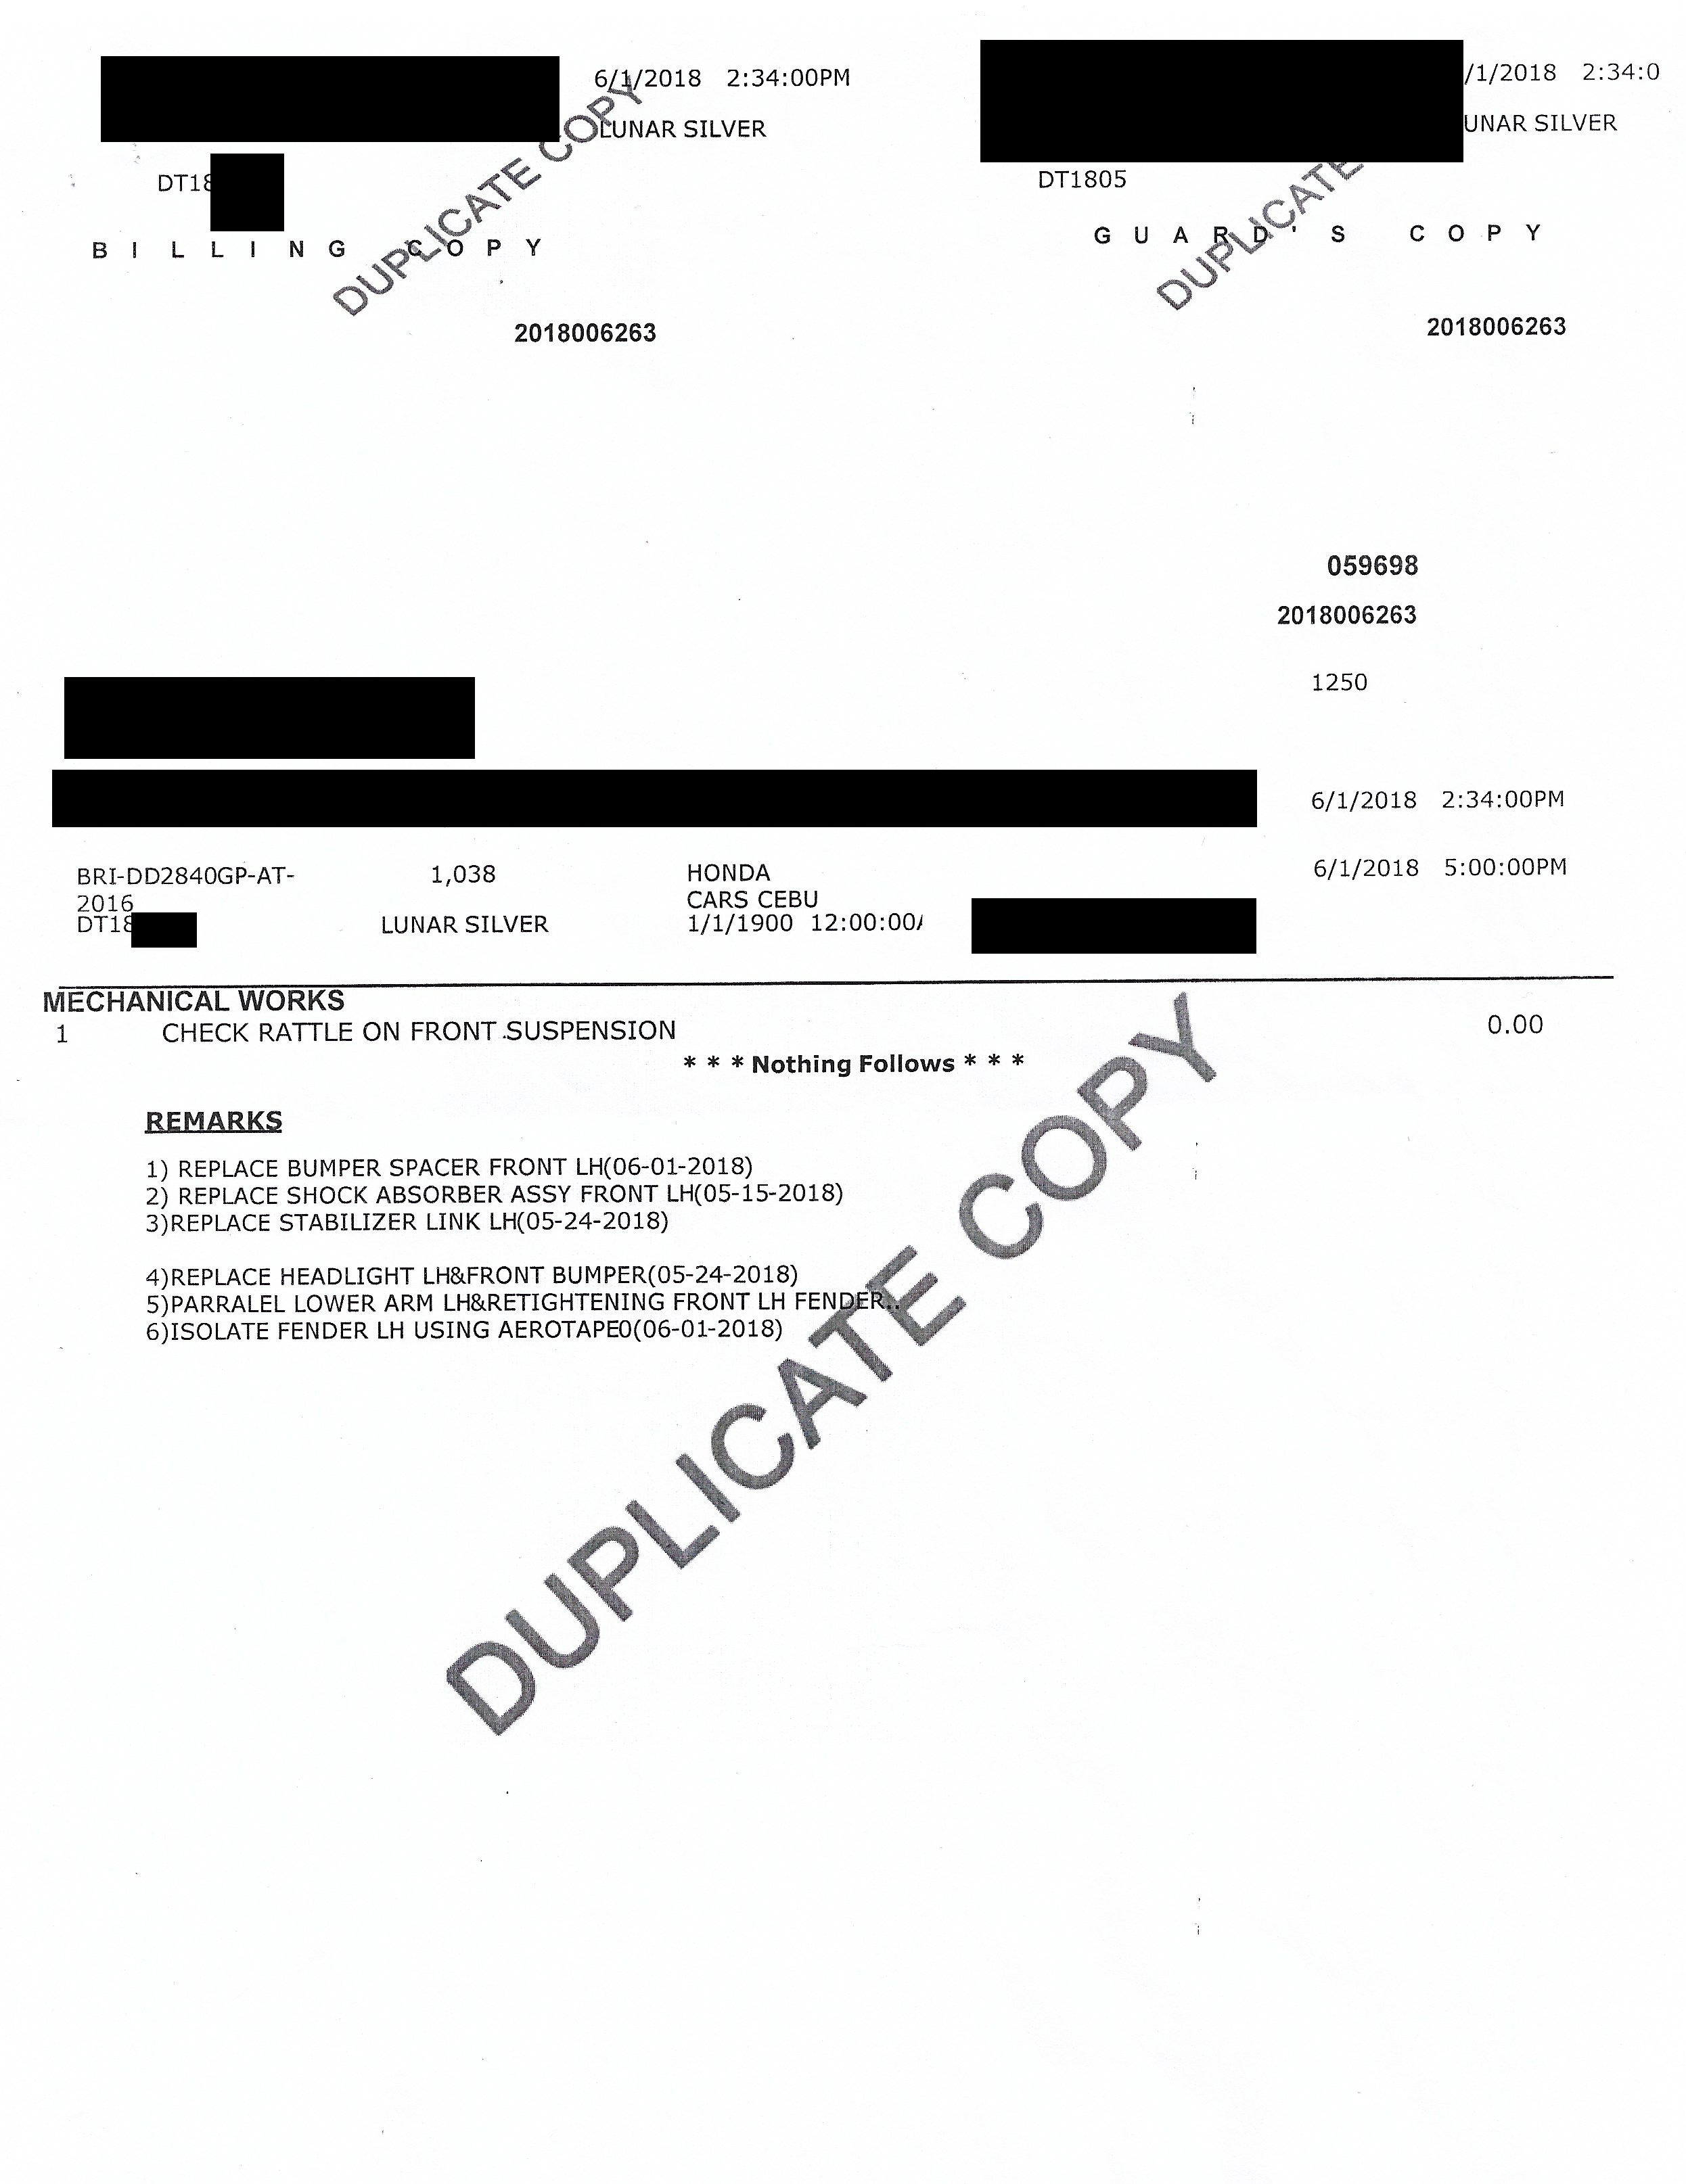 6/1/2018 2:34:00PM
LUNAR SILVER
DT18
DUPLICATE COPY
B I L L I N G C O P Y
2018006263
/1/2018 2:34:0
UNAR SILVER
DT1805
DUPLICATE
G U A R D ' S C O P Y
2018006263
059698
2018006263
1250
6/1/2018 2:34:00PM
BRI-DD2840GP-AT-
2016
1,038
HONDA
CARS CEBU
6/1/2018 5:00:00PM
DT18
LUNAR SILVER
1/1/1900 12:00:00
MECHANICAL WORKS
1 CHECK RATTLE ON FRONT SUSPENSION 0.00
* * * Nothing Follows * * *
REMARKS
1) REPLACE BUMPER SPACER FRONT LH(06-01-2018)
2) REPLACE SHOCK ABSORBER ASSY FRONT LH(05-15-2018)
3)REPLACE STABILIZER LINK LH(05-24-2018)
4)REPLACE HEADLIGHT LH&FRONT BUMPER(05-24-2018)
5)PARRALEL LOWER ARM LH&RETIGHTENING FRONT LH FENDER..
6)ISOLATE FENDER LH USING AEROTAPE0(06-01-2018)
DUPLICATE COPY